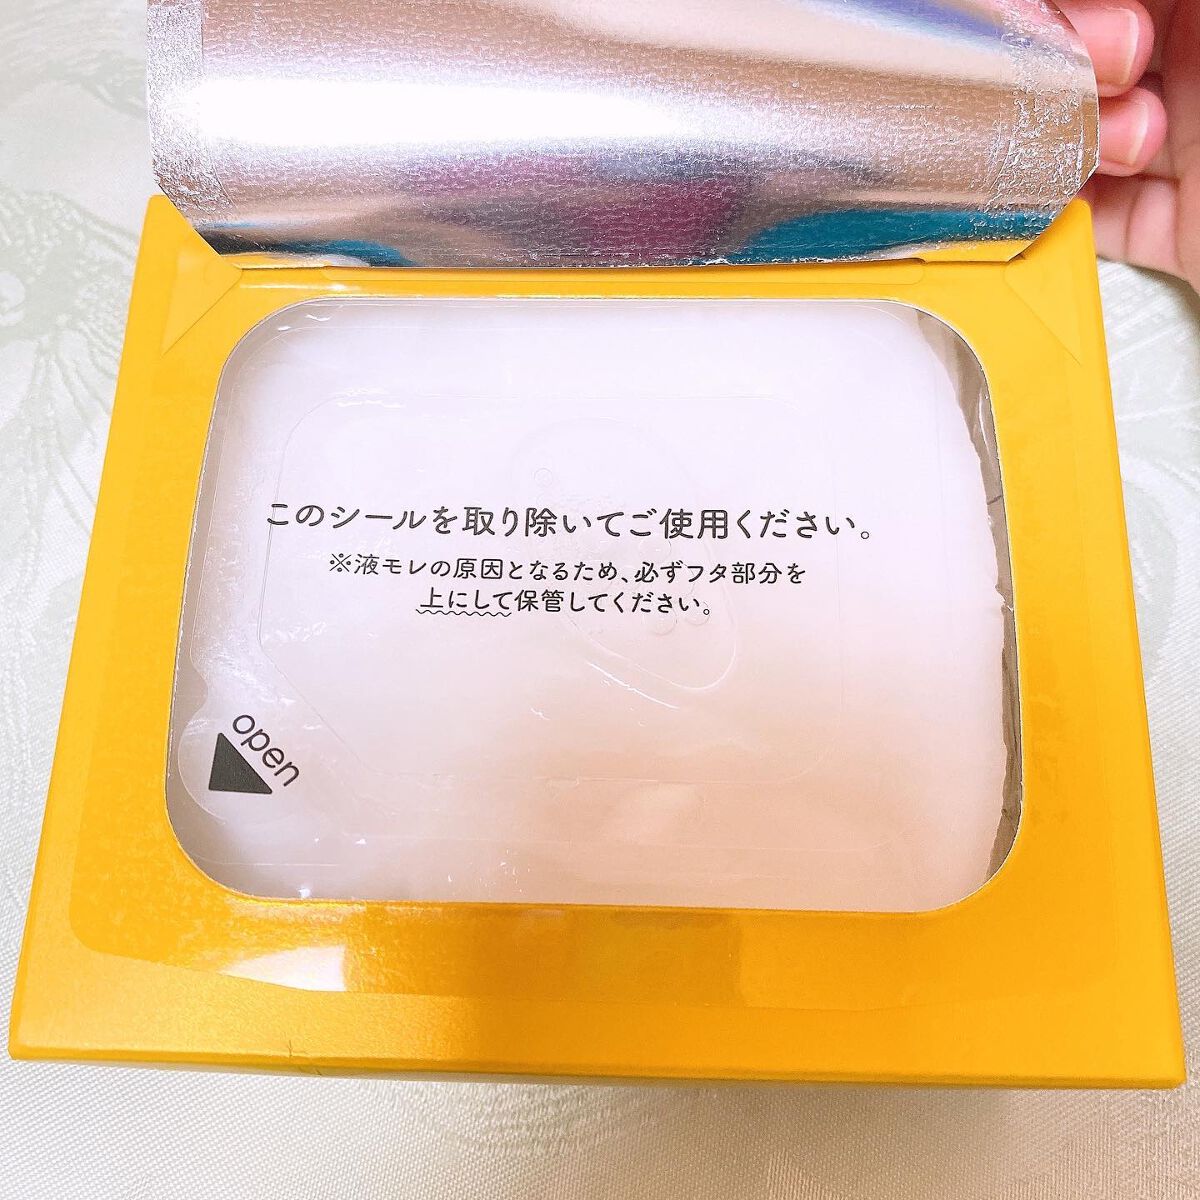 このシールを取り除いてご使用ください。
※液モレの原因となるため、必ずフタ部分を
上にして保管してください。
open